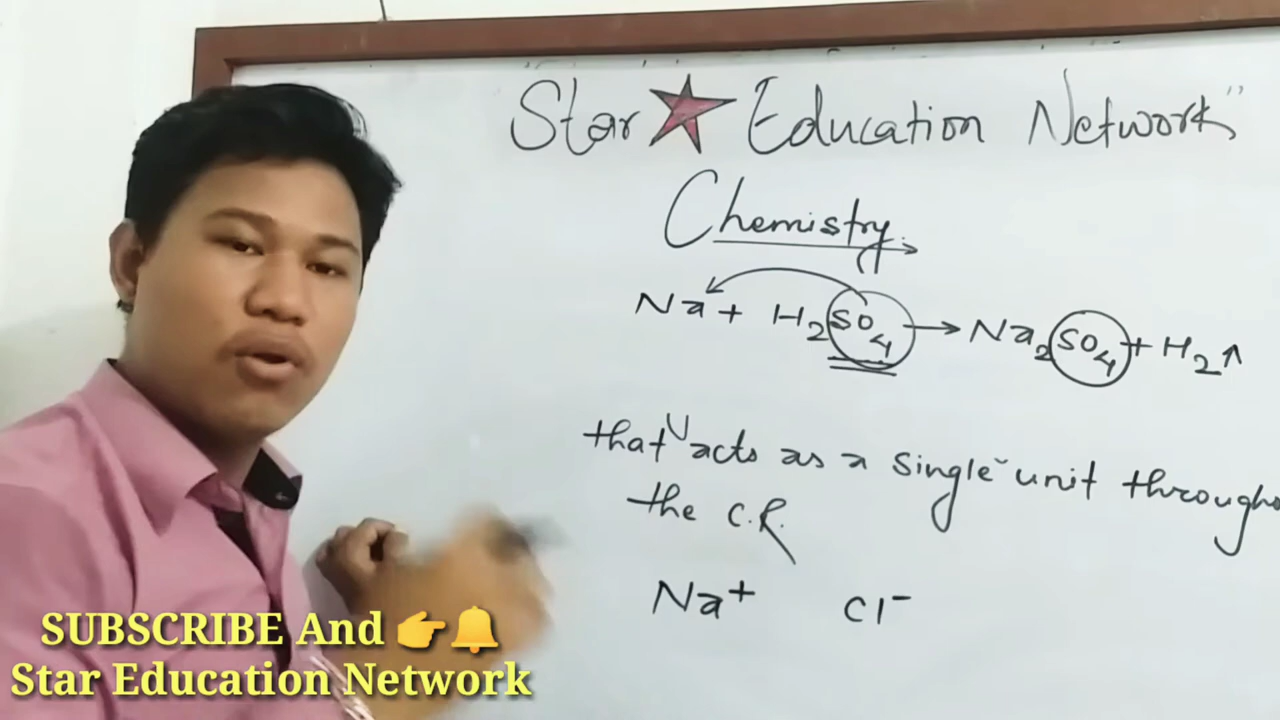 Star ★ Education Network"
Chemistry
Na + H₂SO₄ → Na₂SO₄ + H₂↑
that acts as a single unit through
the C.R.
Na⁺ Cl⁻
SUBSCRIBE And 👉🔔
Star Education Network